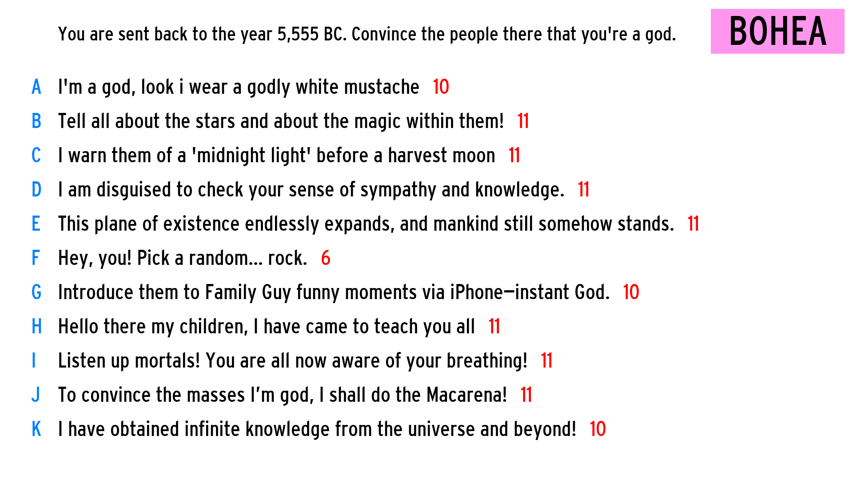 You are sent back to the year 5,555 BC. Convince the people there that you're a god.
BOHEA
A I'm a god, look i wear a godly white mustache 10
B Tell all about the stars and about the magic within them! 11
C I warn them of a 'midnight light' before a harvest moon 11
D I am disguised to check your sense of sympathy and knowledge. 11
E This plane of existence endlessly expands, and mankind still somehow stands. 11
F Hey, you! Pick a random... rock. 6
G Introduce them to Family Guy funny moments via iPhone—instant God. 10
H Hello there my children, I have came to teach you all 11
I Listen up mortals! You are all now aware of your breathing! 11
J To convince the masses I’m god, I shall do the Macarena! 11
K I have obtained infinite knowledge from the universe and beyond! 10